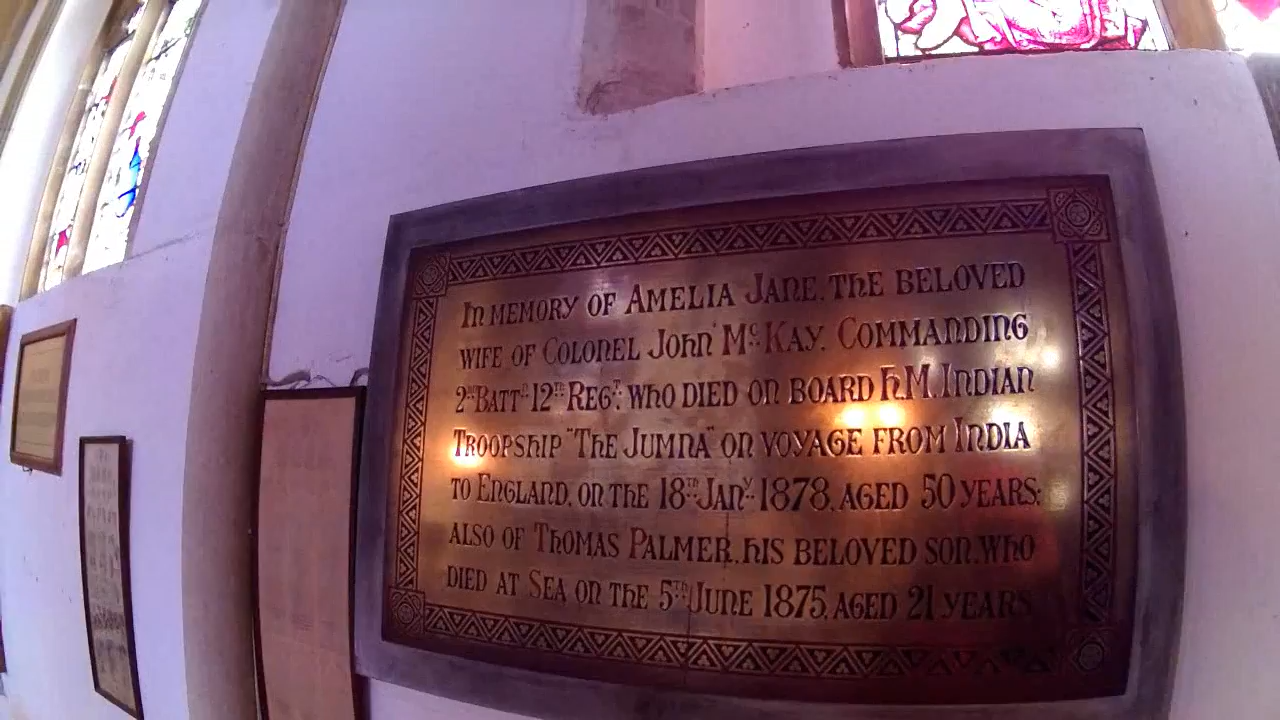 In memory of Amelia Jane, the beloved
wife of Colonel John McKay, Commanding
2nd Battn 12th Regt, who died on board H.M. Indian
Troopship "The Jumna" on voyage from India
to England, on the 18th Jany 1878, aged 50 years:
also of Thomas Palmer, his beloved son, who
died at Sea on the 5th June 1875, aged 21 years